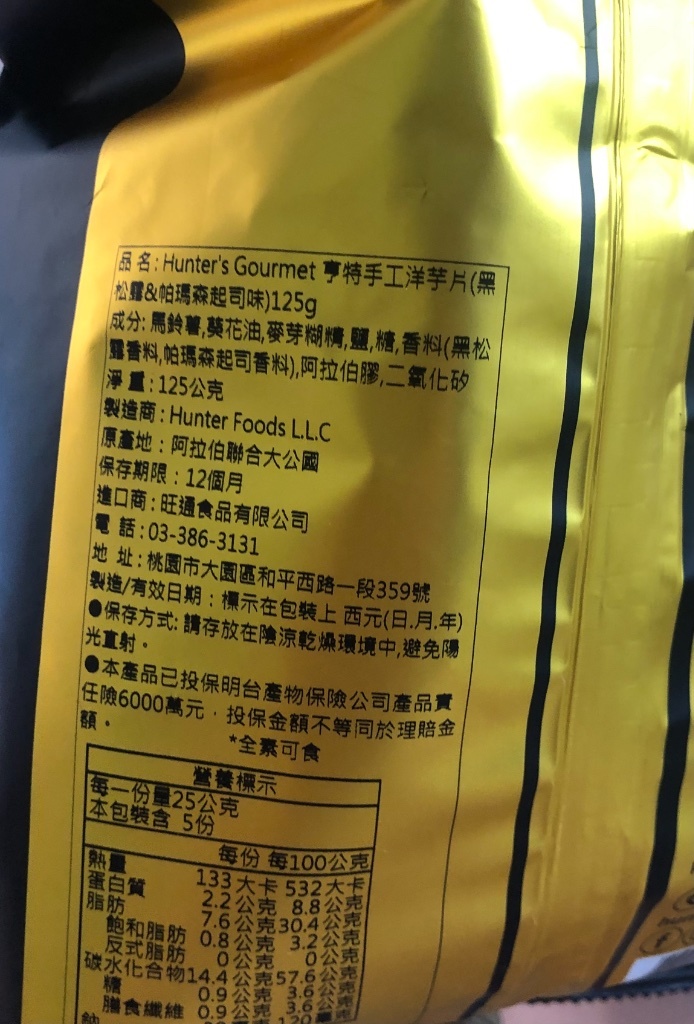 品 名: Hunter's Gourmet 亨特手工洋芋片(黑
松露&帕瑪森起司味)125g
成分: 馬鈴薯,葵花油,麥芽糊精,鹽,糖,香料(黑松
露香料,帕瑪森起司香料),阿拉伯膠,二氧化矽
淨 重: 125公克
製造商: Hunter Foods L.L.C
原產地: 阿拉伯聯合大公國
保存期限: 12個月
進口商: 旺通食品有限公司
電 話: 03-386-3131
地 址: 桃園市大園區和平西路一段359號
製造/有效日期: 標示在包裝上 西元(日.月.年)
●保存方式: 請存放在陰涼乾燥環境中,避免陽
光直射。
●本產品已投保明台產物保險公司產品責
任險6000萬元,投保金額不等同於理賠金
額。
*全素可食
營養標示
每一份量25公克
本包裝含 5份
每份 每100公克
熱量 133 大卡 532 大卡
蛋白質 2.2 公克 8.8 公克
脂肪 7.6 公克 30.4 公克
飽和脂肪 0.8 公克 3.2 公克
反式脂肪 0 公克 0 公克
碳水化合物 14.4 公克 57.6 公克
糖 0.9 公克 3.6 公克
膳食纖維 0.9 公克 3.6 公克
鈉